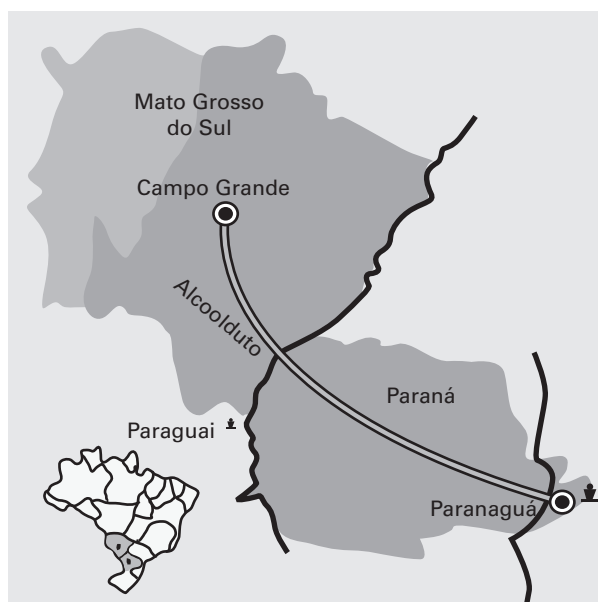 Mato Grosso
do Sul
Campo Grande
Alcoolduto
Paraná
Paraguai
Paranaguá